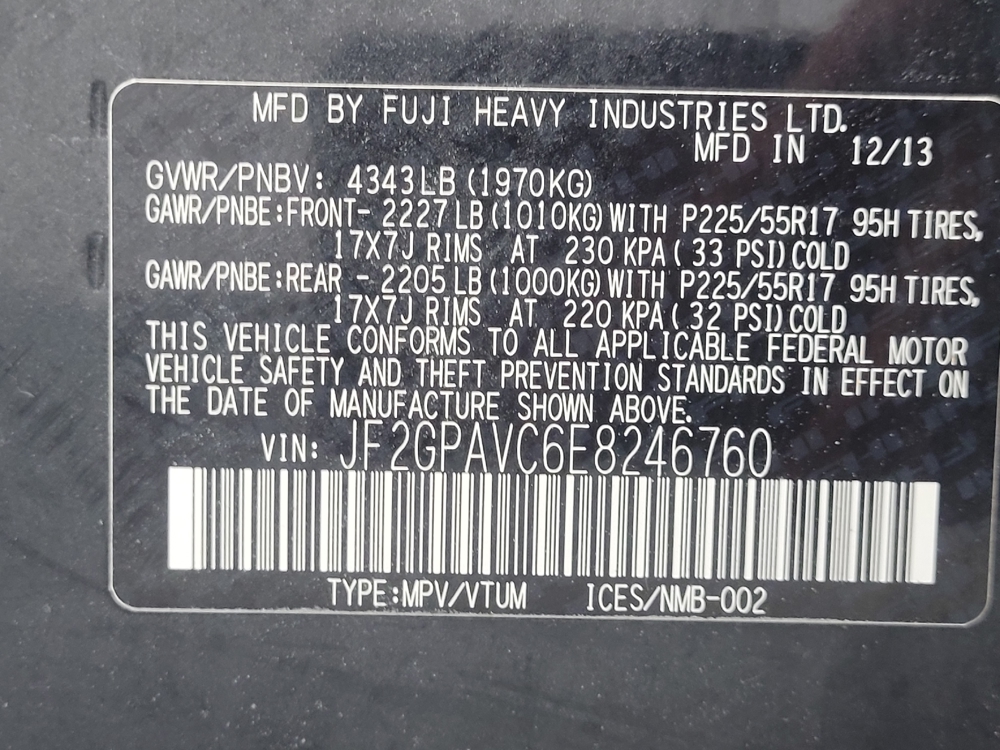 MFD BY FUJI HEAVY INDUSTRIES LTD.
MFD IN 12/13
GVWR/PNBV: 4343LB (1970KG)
GAWR/PNBE:FRONT- 2227 LB (1010KG) WITH P225/55R17 95H TIRES,
17X7J RIMS AT 230 KPA ( 33 PSI) COLD
GAWR/PNBE:REAR - 2205 LB (1000KG) WITH P225/55R17 95H TIRES,
17X7J RIMS AT 220 KPA ( 32 PSI) COLD
THIS VEHICLE CONFORMS TO ALL APPLICABLE FEDERAL MOTOR
VEHICLE SAFETY AND THEFT PREVENTION STANDARDS IN EFFECT ON
THE DATE OF MANUFACTURE SHOWN ABOVE.
VIN: JF2GPAVC6E8246760
TYPE:MPV/VTUM ICES/NMB-002